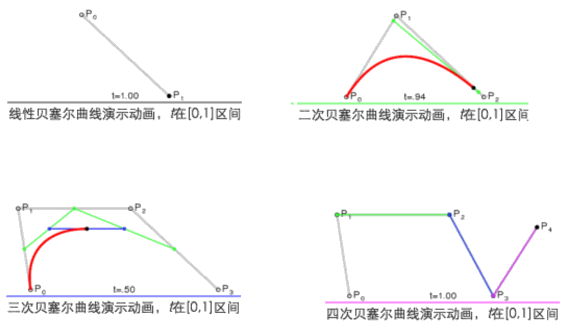 P0
P1
t=1.00
线性贝塞尔曲线演示动画，t在[0,1]区间
P1
P0
t=.94
P2
二次贝塞尔曲线演示动画，t在[0,1]区间
P1
P2
P0
t=.50
P3
三次贝塞尔曲线演示动画，t在[0,1]区间
P1
P2
P4
P0
t=1.00
P3
四次贝塞尔曲线演示动画，t在[0,1]区间